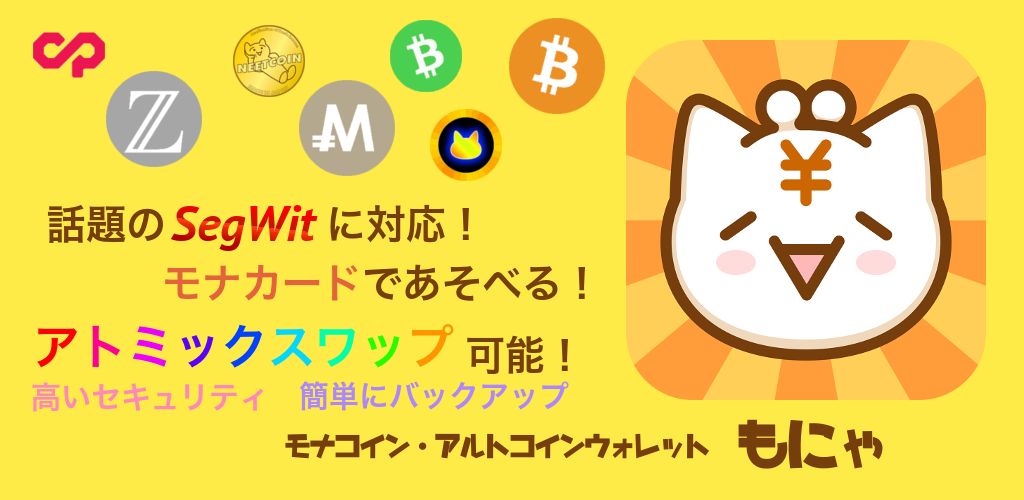 NEETCOIN
話題のSegWitに対応！
モナカードであそべる！
アトミックスワップ 可能！
高いセキュリティ 簡単にバックアップ
モナコイン・アルトコインウォレット もにゃ
¥